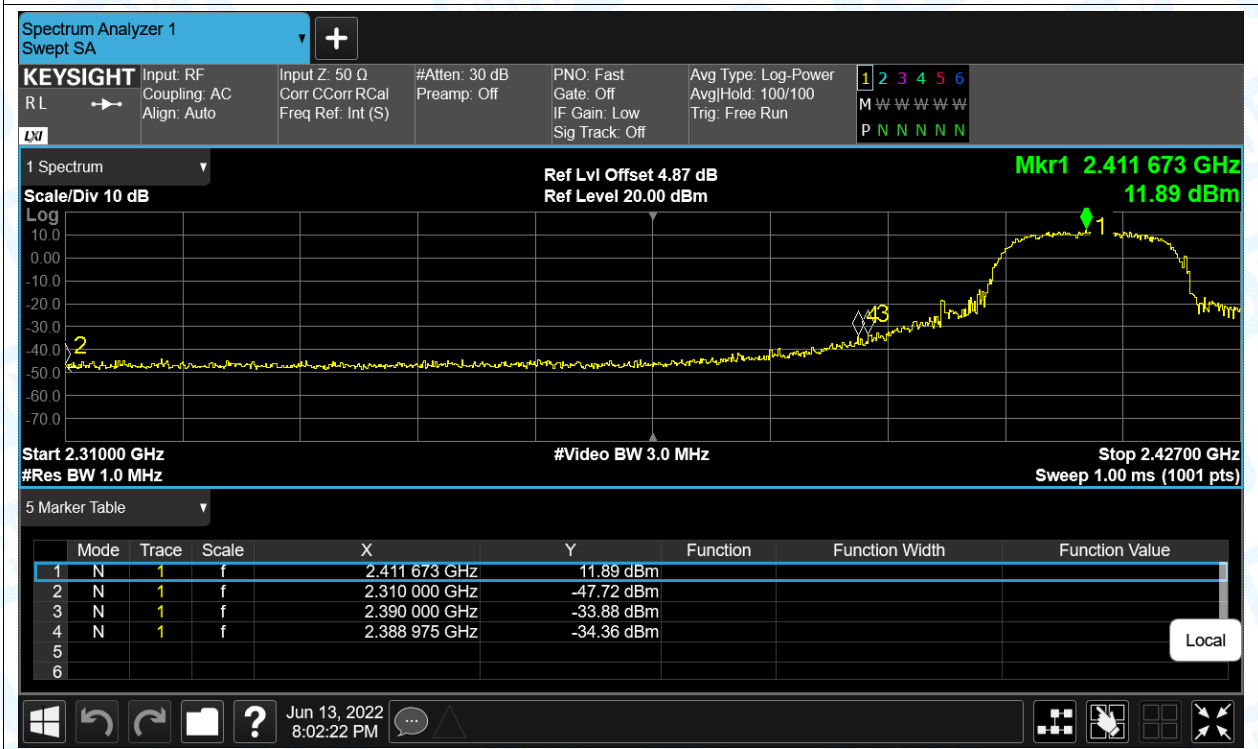 Spectrum Analyzer 1
Swept SA
+
KEYSIGHT
R L
LXI
Input: RF
Coupling: AC
Align: Auto
Input Z: 50 Ω
Corr CCorr RCal
Freq Ref: Int (S)
#Atten: 30 dB
Preamp: Off
PNO: Fast
Gate: Off
IF Gain: Low
Sig Track: Off
Avg Type: Log-Power
Avg|Hold: 100/100
Trig: Free Run
1 2 3 4 5 6
M W W W W W
P N N N N N
1 Spectrum
Scale/Div 10 dB
Ref Lvl Offset 4.87 dB
Ref Level 20.00 dBm
Mkr1 2.411 673 GHz
11.89 dBm
Log
10.0
0.00
-10.0
-20.0
-30.0
-40.0
-50.0
-60.0
-70.0
1
2
43
Start 2.31000 GHz
#Video BW 3.0 MHz
Stop 2.42700 GHz
#Res BW 1.0 MHz
Sweep 1.00 ms (1001 pts)
5 Marker Table
Mode Trace Scale X Y Function Function Width Function Value
1 N 1 f 2.411 673 GHz 11.89 dBm
2 N 1 f 2.310 000 GHz -47.72 dBm
3 N 1 f 2.390 000 GHz -33.88 dBm
4 N 1 f 2.388 975 GHz -34.36 dBm
5
6
Local
?
Jun 13, 2022
8:02:22 PM